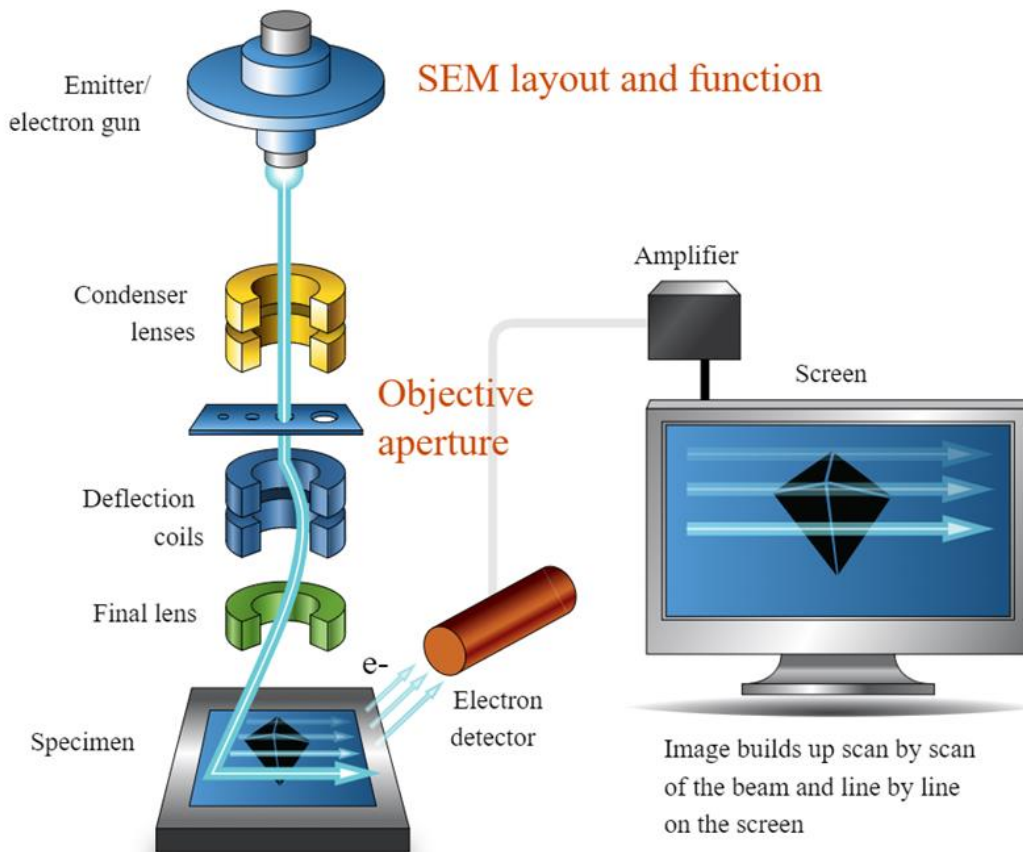 SEM layout and function
Emitter/
electron gun
Condenser
lenses
Objective
aperture
Deflection
coils
Final lens
Specimen
e-
Electron
detector
Amplifier
Screen
Image builds up scan by scan
of the beam and line by line
on the screen